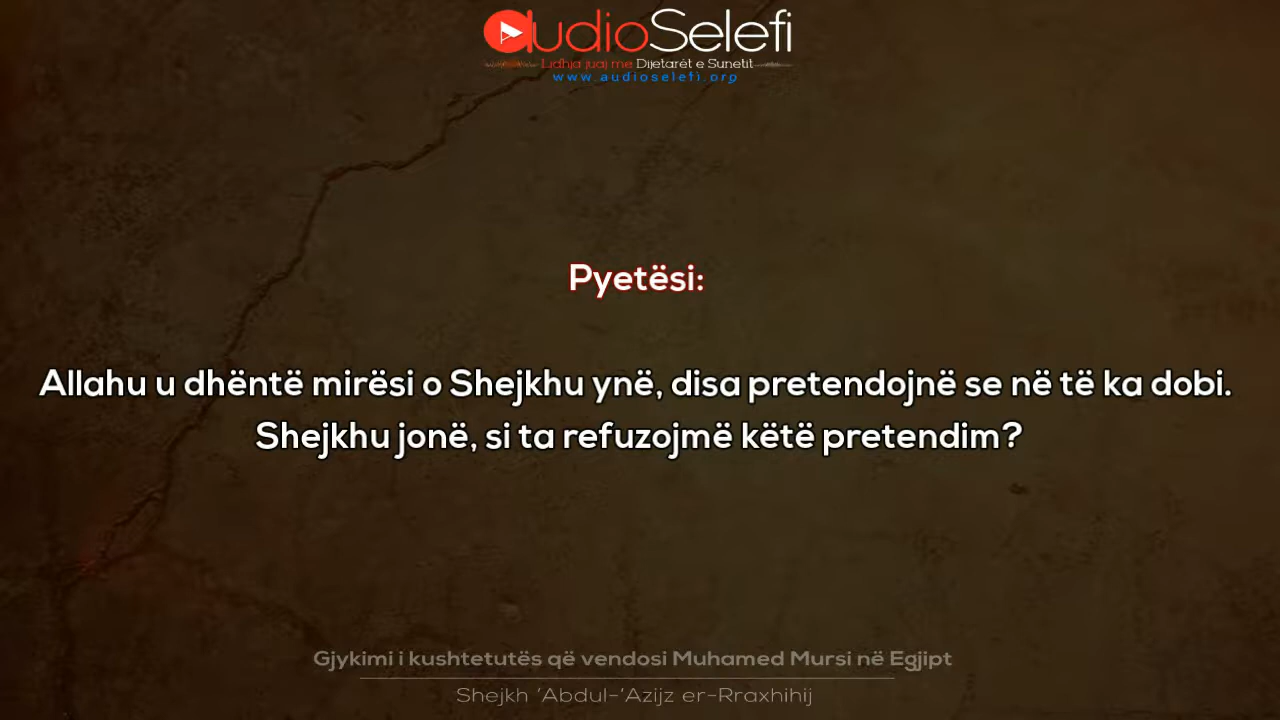 audioSelefi
Lidhja juaj me Dijetarët e Sunetit
www.audioselefi.org
Pyetësi:
Allahu u dhëntë mirësi o Shejkhu ynë, disa pretendojnë se në të ka dobi.
Shejkhu jonë, si ta refuzojmë këtë pretendim?
Gjykimi i kushtetutës që vendosi Muhamed Mursi në Egjipt
Shejkh 'Abdul-'Azijz er-Rraxhihij